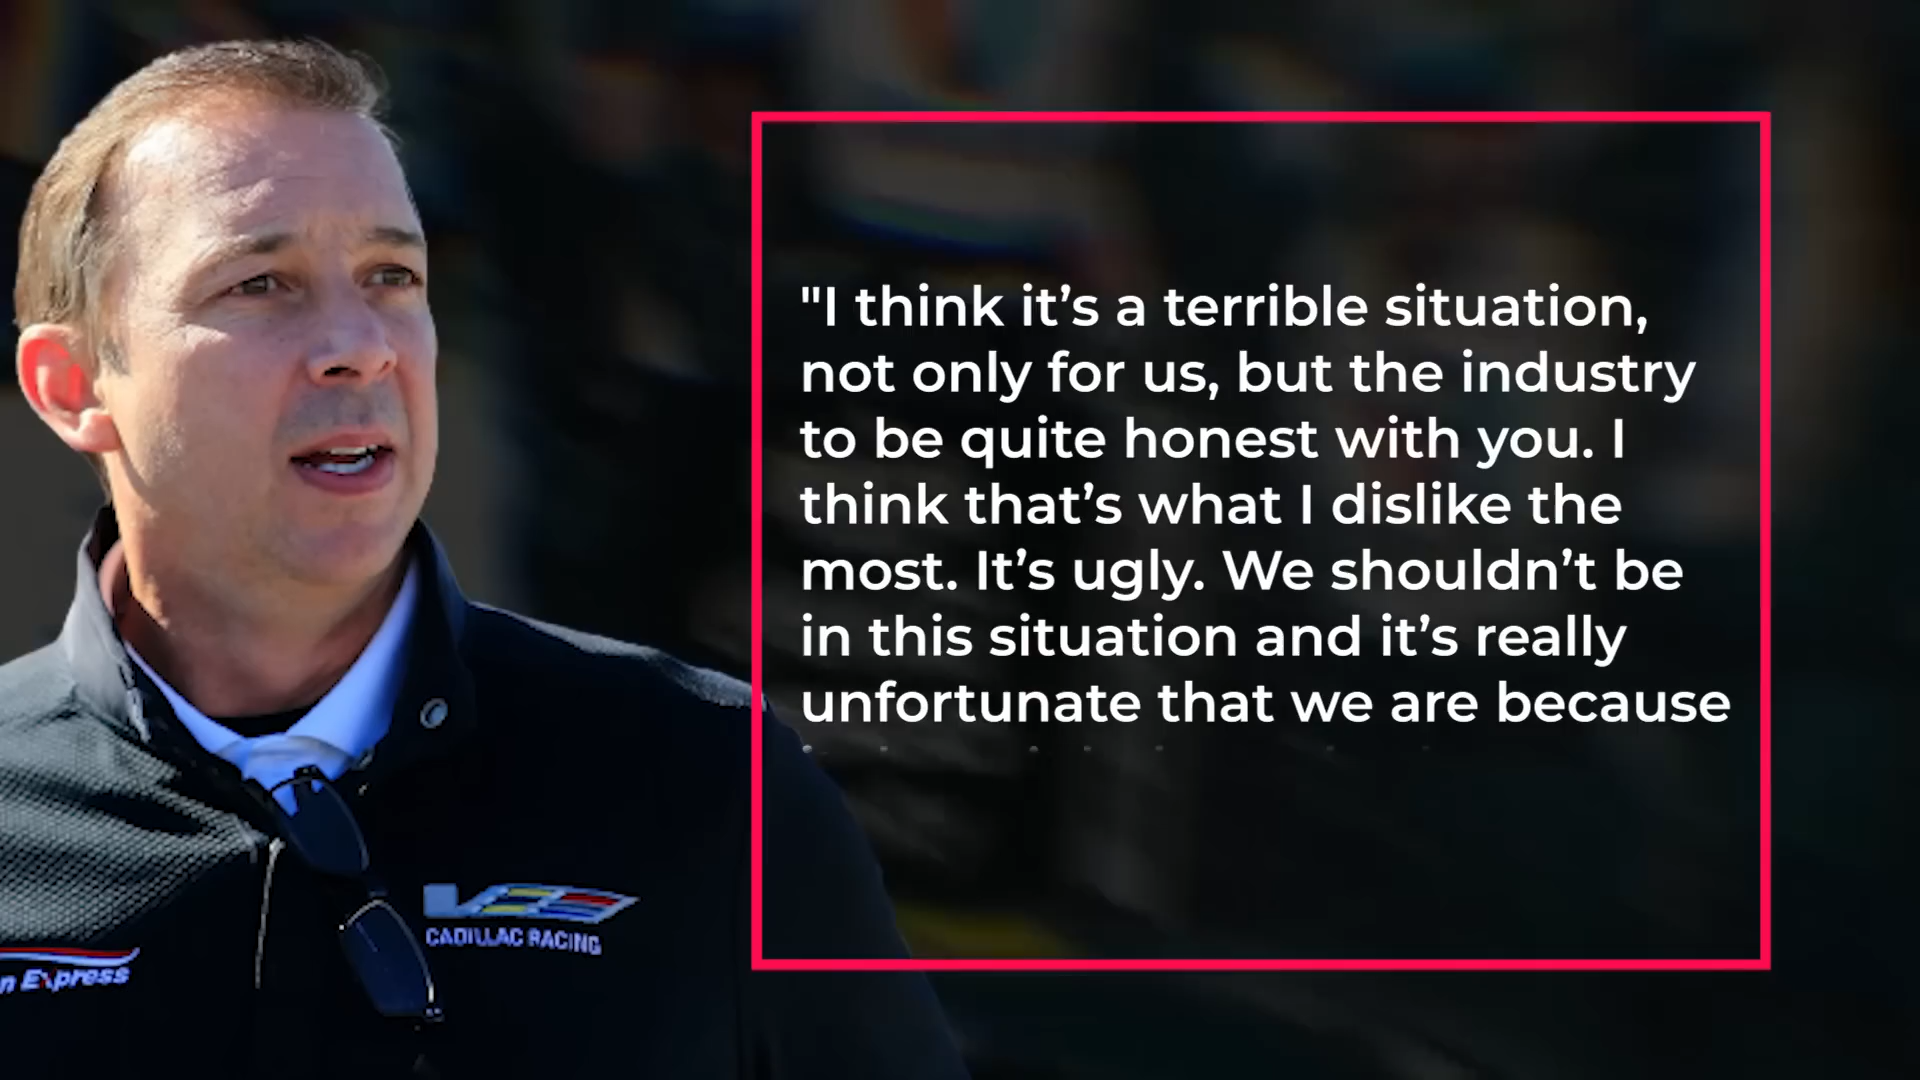 "I think it’s a terrible situation,
not only for us, but the industry
to be quite honest with you. I
think that’s what I dislike the
most. It’s ugly. We shouldn’t be
in this situation and it’s really
unfortunate that we are because
CADILLAC RACING
n Express